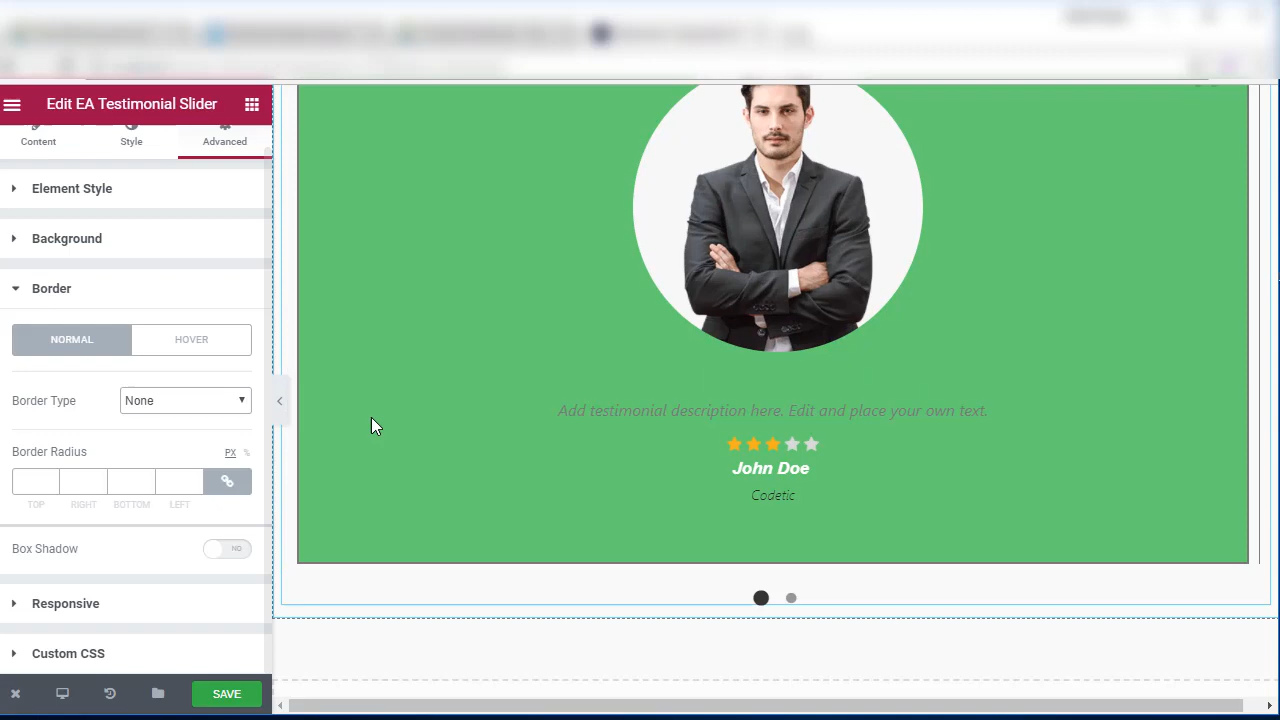 Edit EA Testimonial Slider
Content
Style
Advanced
Element Style
Background
Border
NORMAL
HOVER
Border Type
None
Border Radius
PX
%
TOP
RIGHT
BOTTOM
LEFT
Box Shadow
NO
Responsive
Custom CSS
SAVE
Add testimonial description here. Edit and place your own text.
John Doe
Codetic